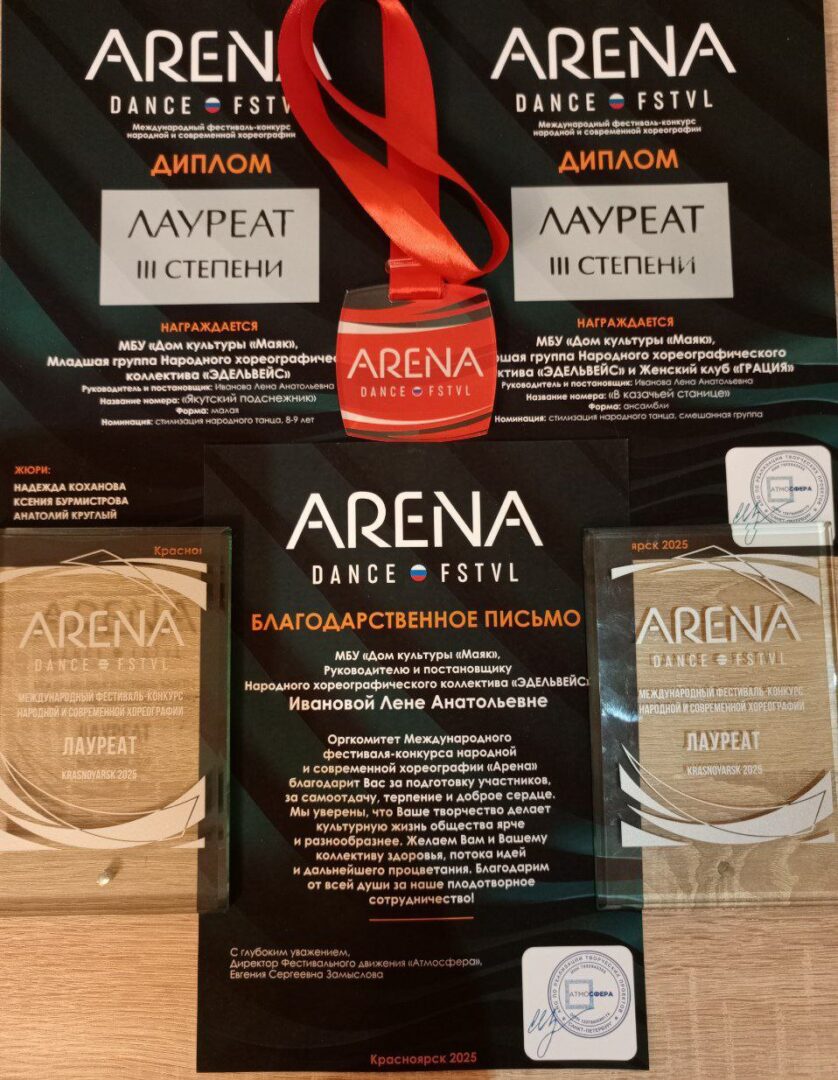 ARENA
DANCE FSTVL
Международный фестиваль-конкурс
народной и современной хореографии
ДИПЛОМ
ЛАУРЕАТ
III СТЕПЕНИ
НАГРАЖДАЕТСЯ
МБУ «Дом культуры «Маяк»,
Младшая группа Народного хореографиче
коллектива «ЭДЕЛЬВЕЙС»
Руководитель и постановщик: Иванова Лена Анатольевна
Название номера: «Якутский подснежник»
Форма: малая
Номинация: стилизация народного танца, 8-9 лет
ЖЮРИ:
НАДЕЖДА КОХАНОВА
КСЕНИЯ БУРМИСТРОВА
АНАТОЛИЙ КРУГЛЫЙ
Краснοя
ARENA
DANCE FSTVL
Международный фестиваль-конкурс
народной и современной хореографии
ДИПЛОМ
ЛАУРЕАТ
III СТЕПЕНИ
НАГРАЖДАЕТСЯ
МБУ «Дом культуры «Маяк»,
шая группа Народного хореографического
ктива «ЭДЕЛЬВЕЙС» и Женский клуб «ГРАЦИЯ»
Руководитель и постановщик: Иванова Лена Анатольевна
Название номера: «В казачьей станице»
Форма: ансамбли
Номинация: стилизация народного танца, смешанная группа
АТМОСФЕРА
ярск 2025
ARENA
DANCE FSTVL
ARENA
DANCE FSTVL
БЛАГОДАРСТВЕННОЕ ПИСЬМО
МБУ «Дом культуры «Маяк»,
Руководителю и постановщику
Народного хореографического коллектива «ЭДЕЛЬВЕЙС»
Ивановой Лене Анатольевне
Оргкомитет Международного
фестиваля-конкурса народной
и современной хореографии «Арена»
благодарит Вас за подготовку участников,
за самоотдачу, терпение и доброе сердце.
Мы уверены, что Ваше творчество делает
культурную жизнь общества ярче
и разнообразнее. Желаем Вам и Вашему
коллективу здоровья, потока идей
и дальнейшего процветания. Благодарим
от всей души за наше плодотворное
сотрудничество!
С глубоким уважением,
Директор Фестивального движения «Атмосфера»,
Евгения Сергеевна Замыслова
АТМОСФЕРА
САНКТ-ПЕТЕРБУРГ
Красноярск 2025
ARENA
DANCE FSTVL
МЕЖДУНАРОДНЫЙ ФЕСТИВАЛЬ-КОНКУРС
НАРОДНОЙ И СОВРЕМЕННОЙ ХОРЕОГРАФИИ
ЛАУРЕАТ
KRASNOYARSK 2025
ARENA
DANCE FSTVL
МЕЖДУНАРОДНЫЙ ФЕСТИВАЛЬ-КОНКУРС
НАРОДНОЙ И СОВРЕМЕННОЙ ХОРЕОГРАФИИ
ЛАУРЕАТ
KRASNOYARSK 2025